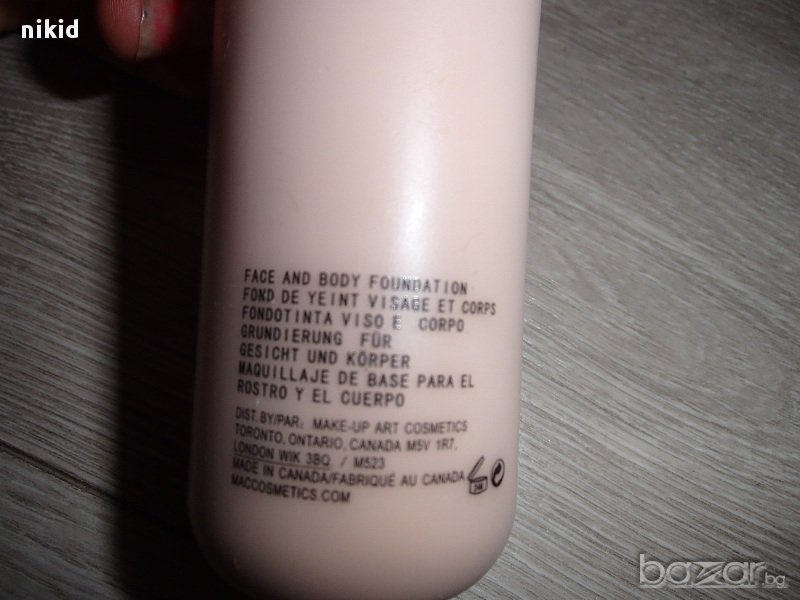 nikid
FACE AND BODY FOUNDATION
FOND DE YEINT VISAGE ET CORPS
FONDOTINTA VISO E CORPO
GRUNDIERUNG FÜR
GESICHT UND KÖRPER
MAQUILLAJE DE BASE PARA EL
ROSTRO Y EL CUERPO
DIST. BY/PAR: MAKE-UP ART COSMETICS
TORONTO, ONTARIO, CANADA M5V 1R7,
LONDON WIK 3BQ / M523
MADE IN CANADA/FABRIQUÉ AU CANADA
MACCOSMETICS.COM
bazar.bg